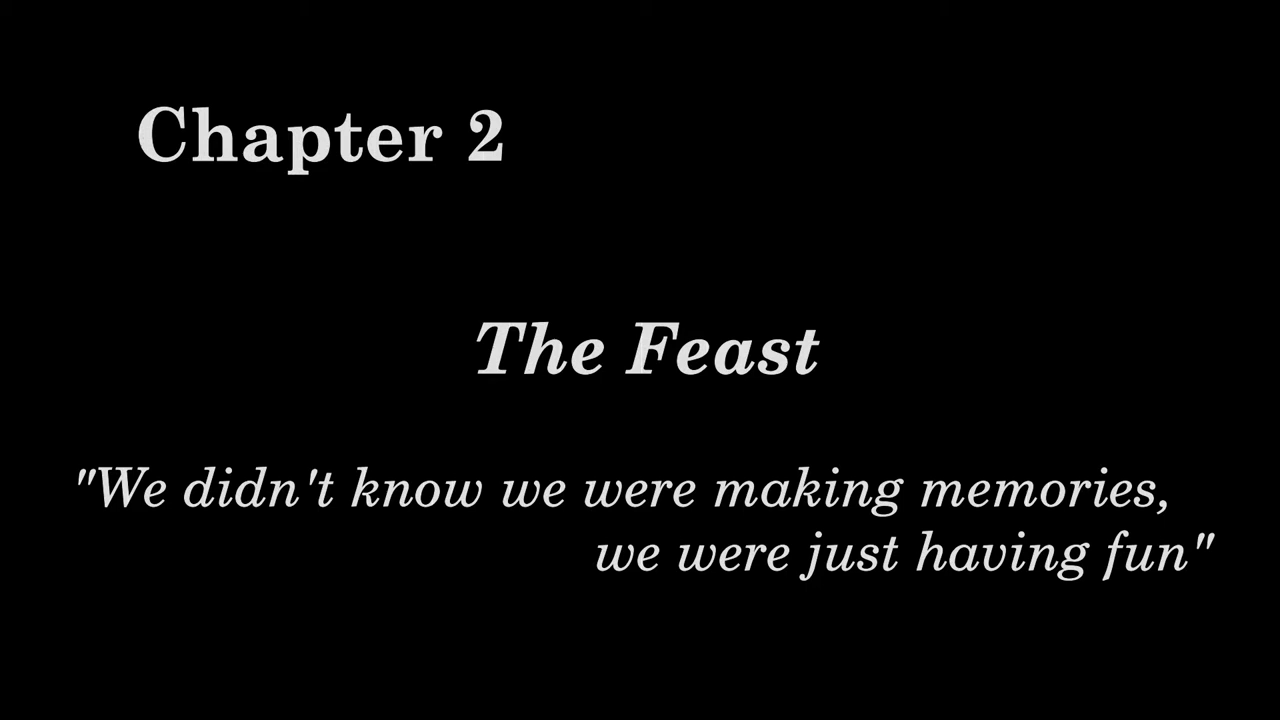 Chapter 2
The Feast
"We didn't know we were making memories,
we were just having fun"